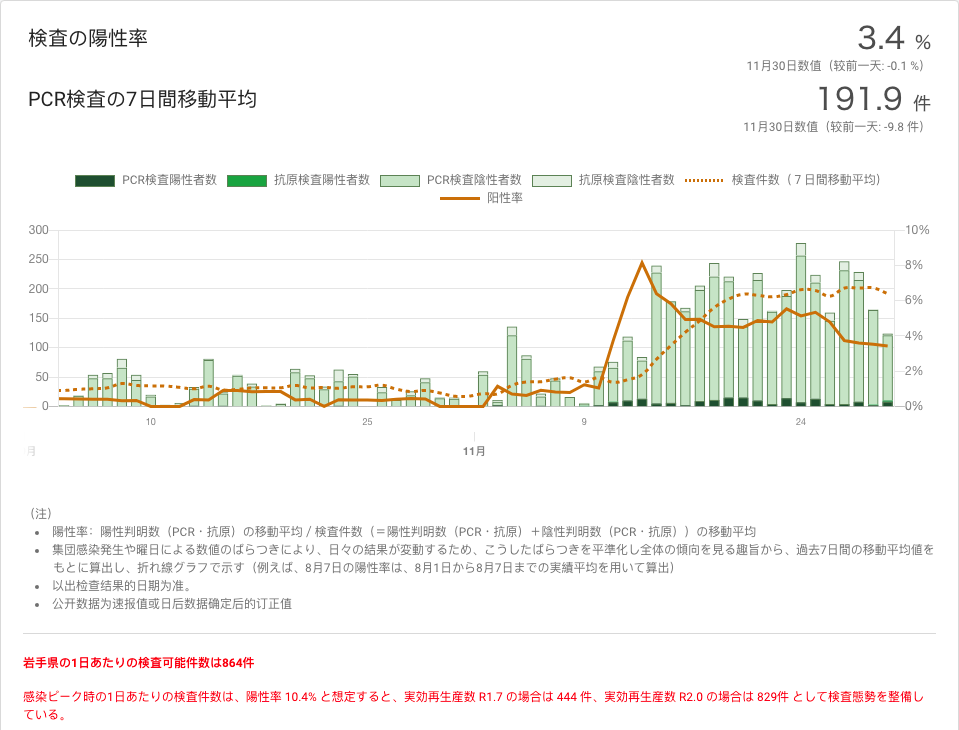 検査の陽性率
3.4 %
11月30日数值（较前一天: -0.1 %）
PCR検査の7日間移動平均
191.9 件
11月30日数值（较前一天: -9.8 件）
PCR検査陽性者数 抗原検査陽性者数 PCR検査陰性者数 抗原検査陰性者数 検査件数（７日間移動平均）
阳性率
300 10%
250 8%
200 6%
150
100 4%
50 2%
0 0%
10 25 9 24
月 11月
（注）
陽性率：陽性判明数（PCR・抗原）の移動平均 / 検査件数（＝陽性判明数（PCR・抗原）＋陰性判明数（PCR・抗原））の移動平均
集団感染発生や曜日による数値のばらつきにより、日々の結果が変動するため、こうしたばらつきを平準化し全体の傾向を見る趣旨から、過去7日間の移動平均値を
もとに算出し、折れ線グラフで示す（例えば、8月7日の陽性率は、8月1日から8月7日までの実績平均を用いて算出）
以出检查结果的日期为准。
公开数据为速报值或日后数据确定后的订正值
岩手県の1日あたりの検査可能件数は864件
感染ピーク時の1日あたりの検査件数は、陽性率 10.4% と想定すると、実効再生産数 R1.7 の場合は 444 件、実効再生産数 R2.0 の場合は 829件 として検査態勢を整備し
ている。